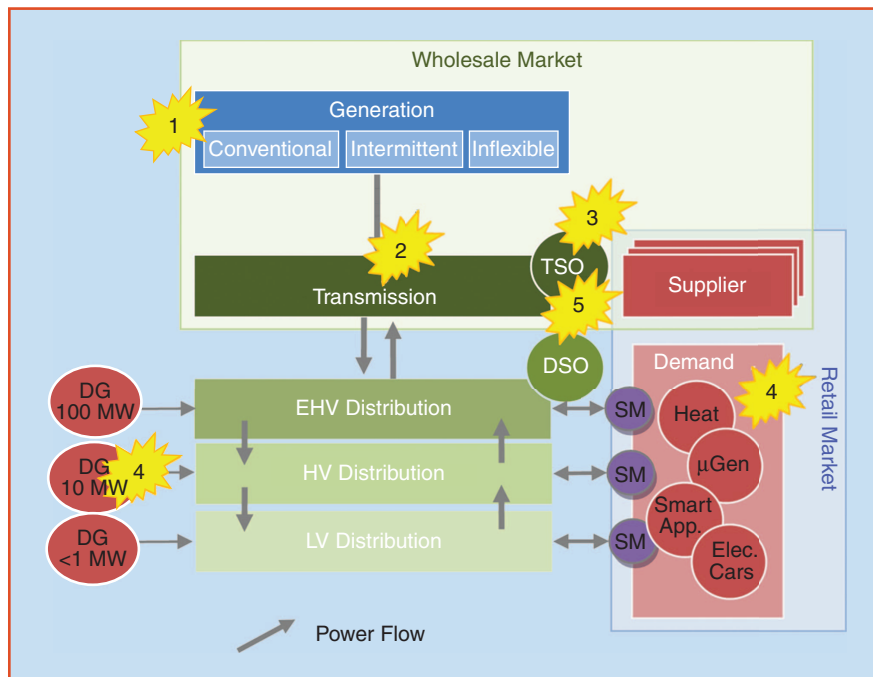 Wholesale Market
1
Generation
Conventional
Intermittent
Inflexible
2
3
TSO
Transmission
5
Supplier
DSO
Demand
4
Retail Market
DG
100 MW
EHV Distribution
SM
Heat
DG
10 MW
4
HV Distribution
SM
µGen
Smart
App.
DG
<1 MW
LV Distribution
SM
Elec.
Cars
Power Flow